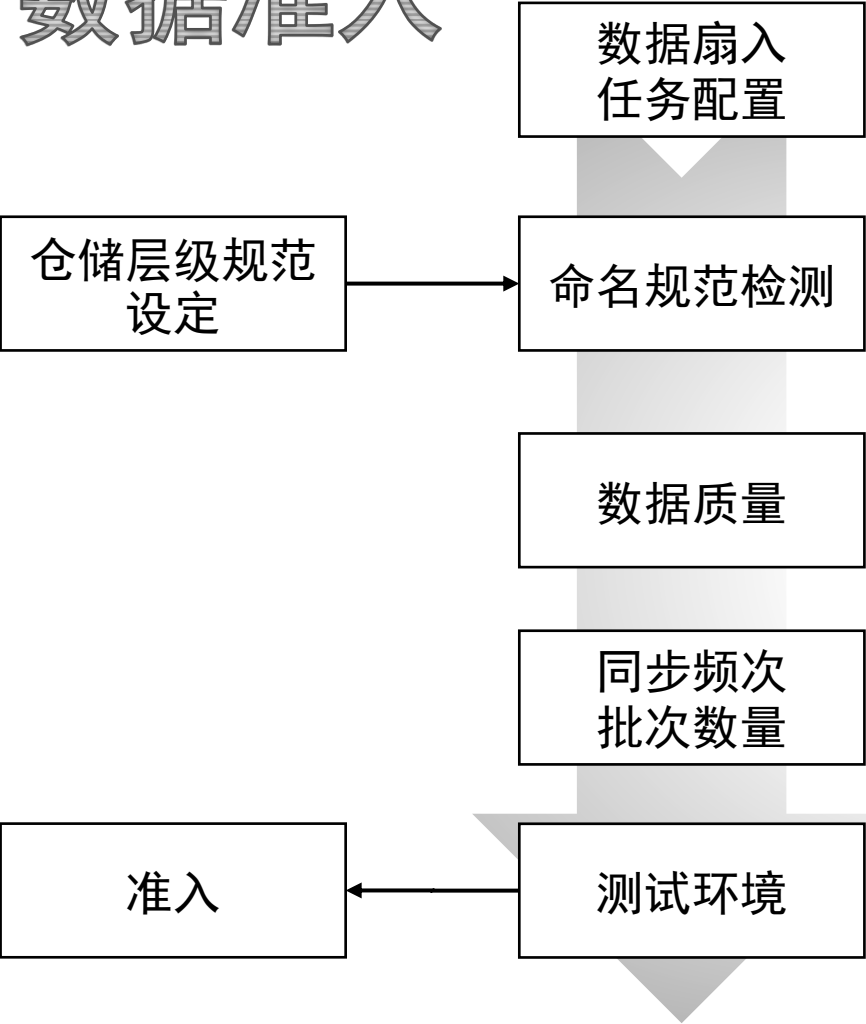 数据准入
数据扇入
任务配置
仓储层级规范
设定
命名规范检测
数据质量
同步频次
批次数量
准入
测试环境